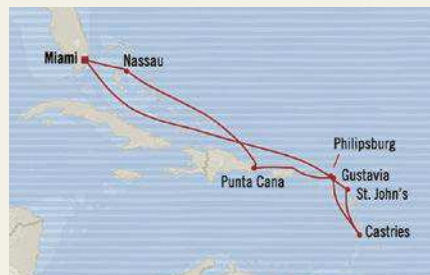 Miami
Nassau
Philipsburg
Gustavia
Punta Cana
St. John's
Castries